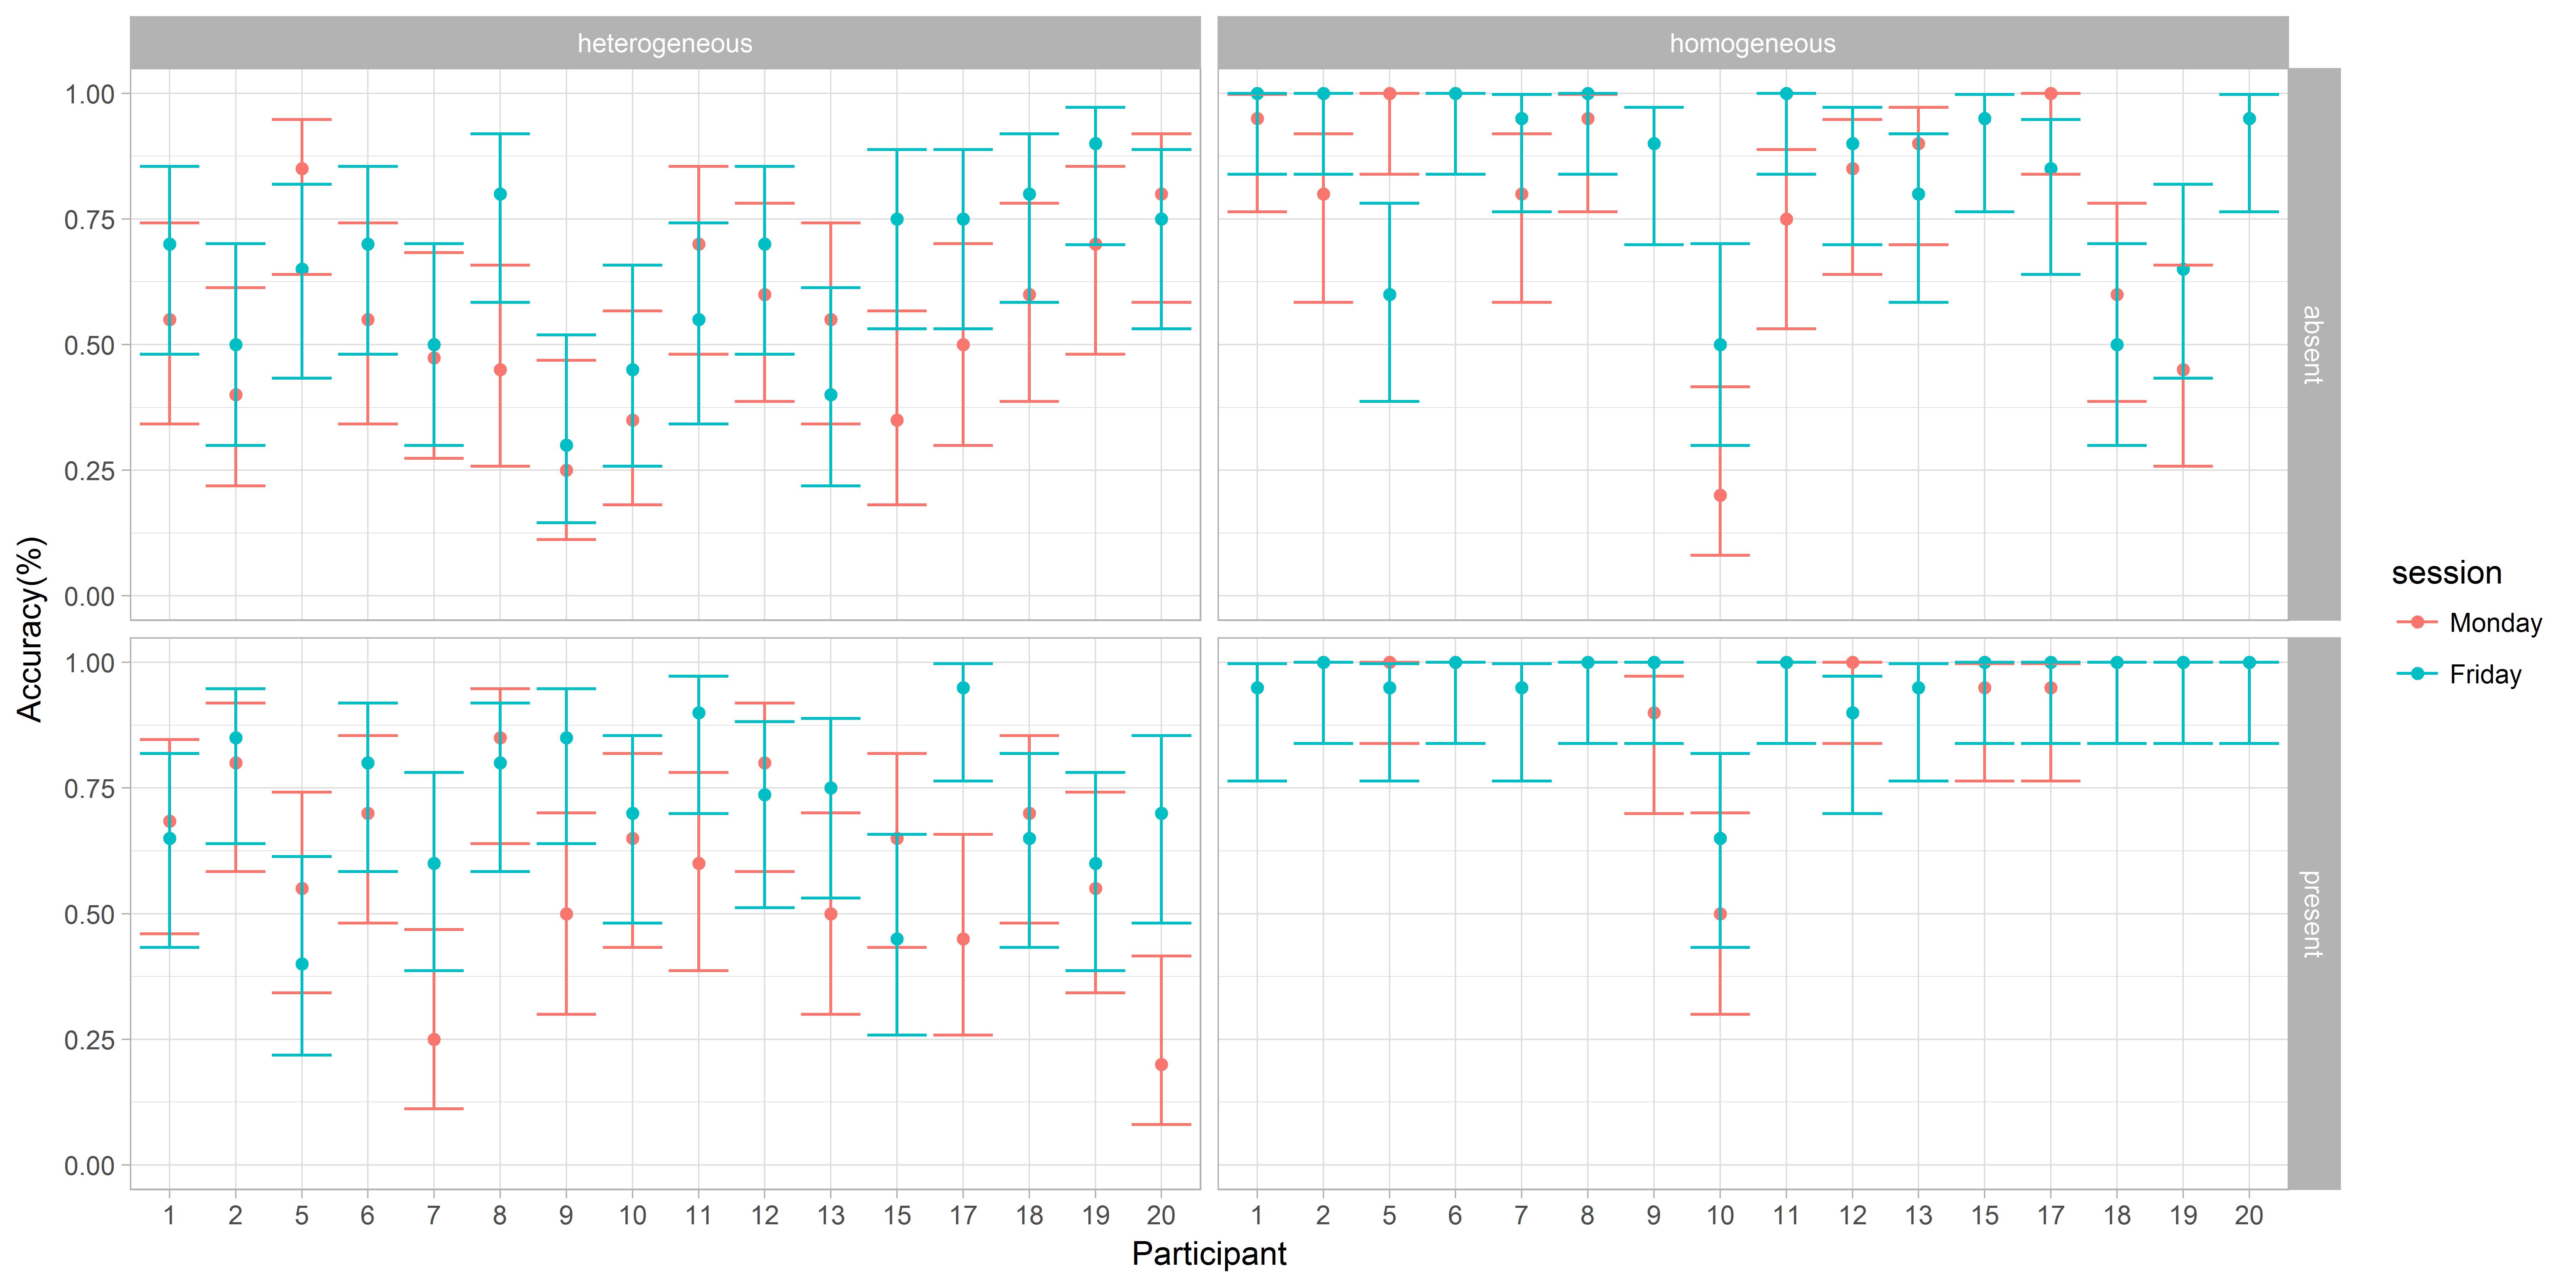 heterogeneous
homogeneous
Accuracy(%)
1.00
0.75
0.50
0.25
0.00
absent
1.00
0.75
0.50
0.25
0.00
present
1 2 5 6 7 8 9 10 11 12 13 15 17 18 19 20
1 2 5 6 7 8 9 10 11 12 13 15 17 18 19 20
Participant
session
Monday
Friday